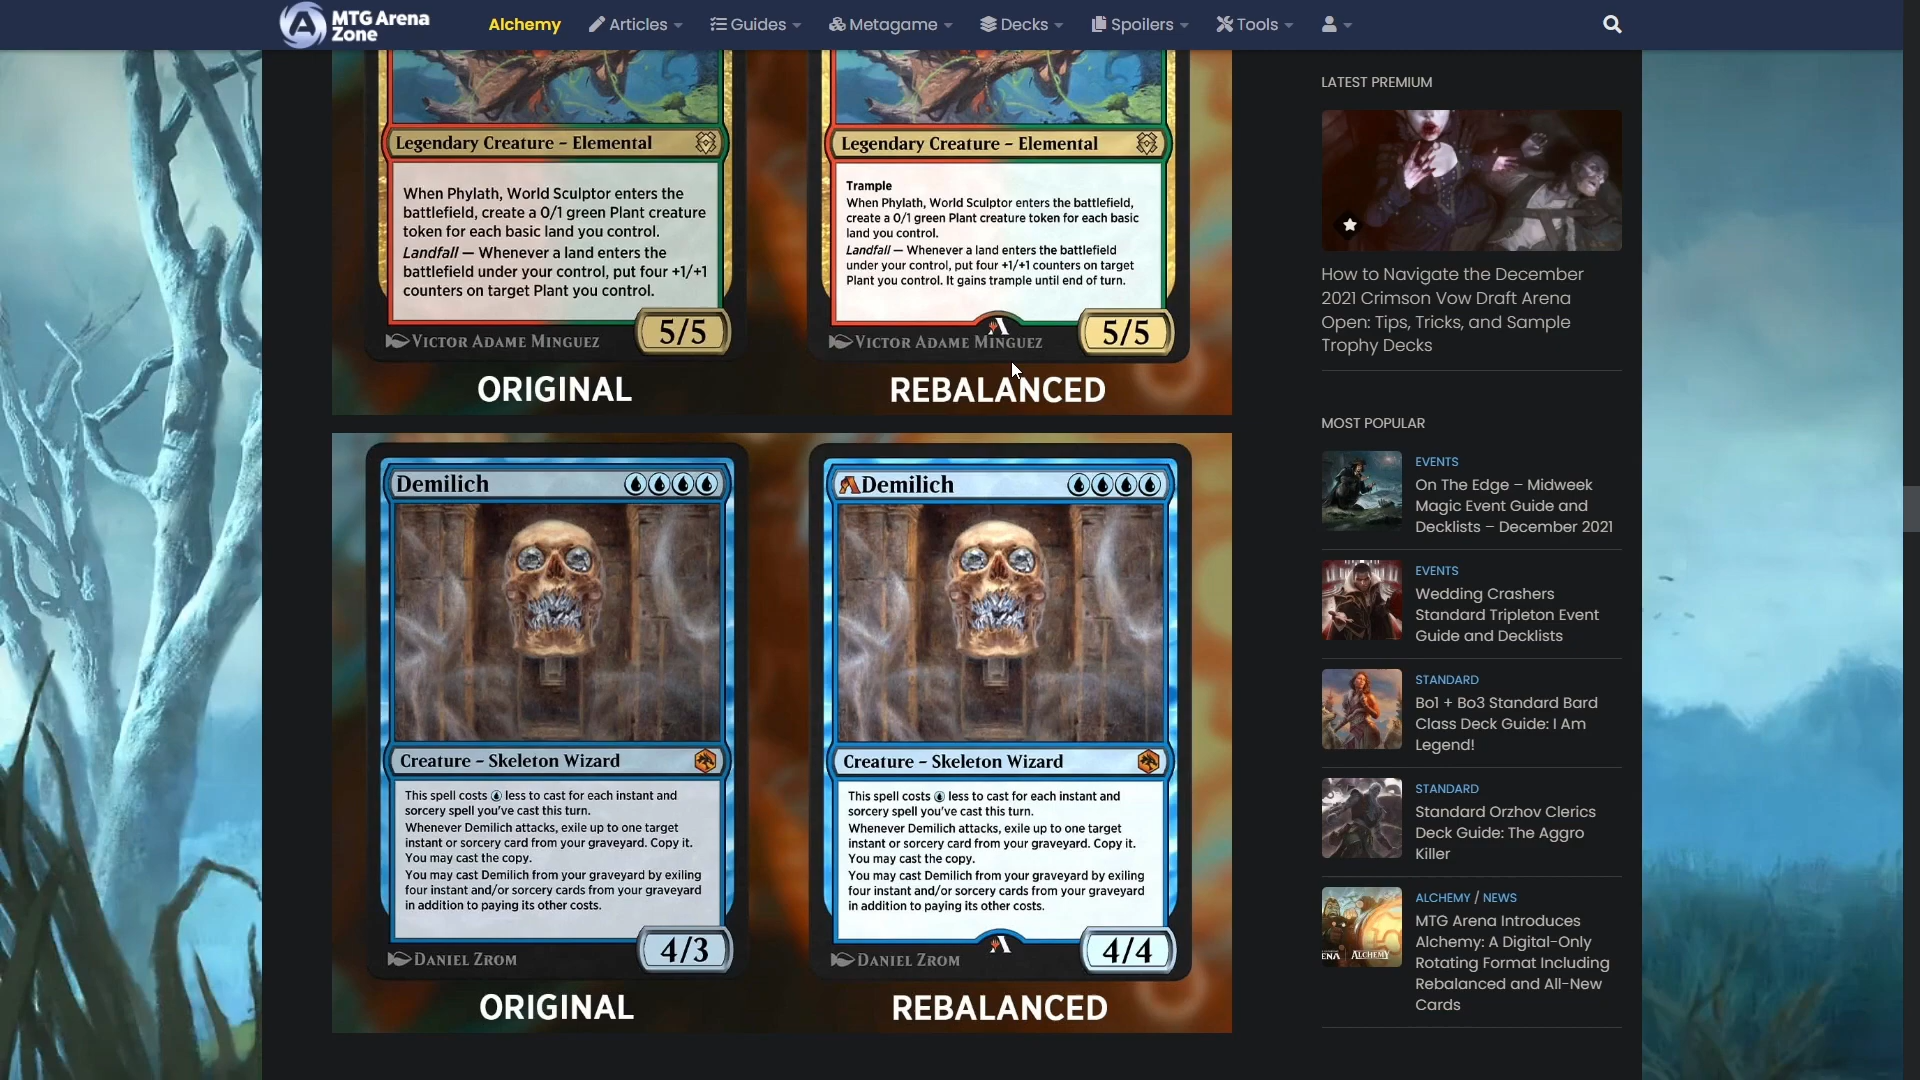 MTG Arena
Zone
Alchemy
Articles
Guides
Metagame
Decks
Spoilers
Tools
Legendary Creature – Elemental
When Phylath, World Sculptor enters the
battlefield, create a 0/1 green Plant creature
token for each basic land you control.
Landfall — Whenever a land enters the
battlefield under your control, put four +1/+1
counters on target Plant you control.
5/5
VICTOR ADAME MINGUEZ
ORIGINAL
Legendary Creature – Elemental
Trample
When Phylath, World Sculptor enters the battlefield,
create a 0/1 green Plant creature token for each basic
land you control.
Landfall — Whenever a land enters the battlefield
under your control, put four +1/+1 counters on target
Plant you control. It gains trample until end of turn.
5/5
VICTOR ADAME MINGUEZ
REBALANCED
Demilich
Creature – Skeleton Wizard
This spell costs less to cast for each instant and
sorcery spell you've cast this turn.
Whenever Demilich attacks, exile up to one target
instant or sorcery card from your graveyard. Copy it.
You may cast the copy.
You may cast Demilich from your graveyard by exiling
four instant and/or sorcery cards from your graveyard
in addition to paying its other costs.
4/3
DANIEL ZROM
ORIGINAL
Demilich
Creature – Skeleton Wizard
This spell costs less to cast for each instant and
sorcery spell you've cast this turn.
Whenever Demilich attacks, exile up to one target
instant or sorcery card from your graveyard. Copy it.
You may cast the copy.
You may cast Demilich from your graveyard by exiling
four instant and/or sorcery cards from your graveyard
in addition to paying its other costs.
4/4
DANIEL ZROM
REBALANCED
LATEST PREMIUM
How to Navigate the December
2021 Crimson Vow Draft Arena
Open: Tips, Tricks, and Sample
Trophy Decks
MOST POPULAR
EVENTS
On The Edge – Midweek
Magic Event Guide and
Decklists – December 2021
EVENTS
Wedding Crashers
Standard Tripleton Event
Guide and Decklists
STANDARD
Bo1 + Bo3 Standard Bard
Class Deck Guide: I Am
Legend!
STANDARD
Standard Orzhov Clerics
Deck Guide: The Aggro
Killer
ENA | ALCHEMY
ALCHEMY / NEWS
MTG Arena Introduces
Alchemy: A Digital-Only
Rotating Format Including
Rebalanced and All-New
Cards